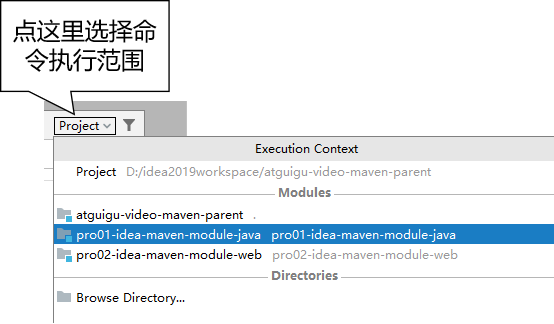 点这里选择命
令执行范围
Project
Execution Context
Project D:/idea2019workspace/atguigu-video-maven-parent
Modules
atguigu-video-maven-parent .
pro01-idea-maven-module-java pro01-idea-maven-module-java
pro02-idea-maven-module-web pro02-idea-maven-module-web
Directories
Browse Directory...